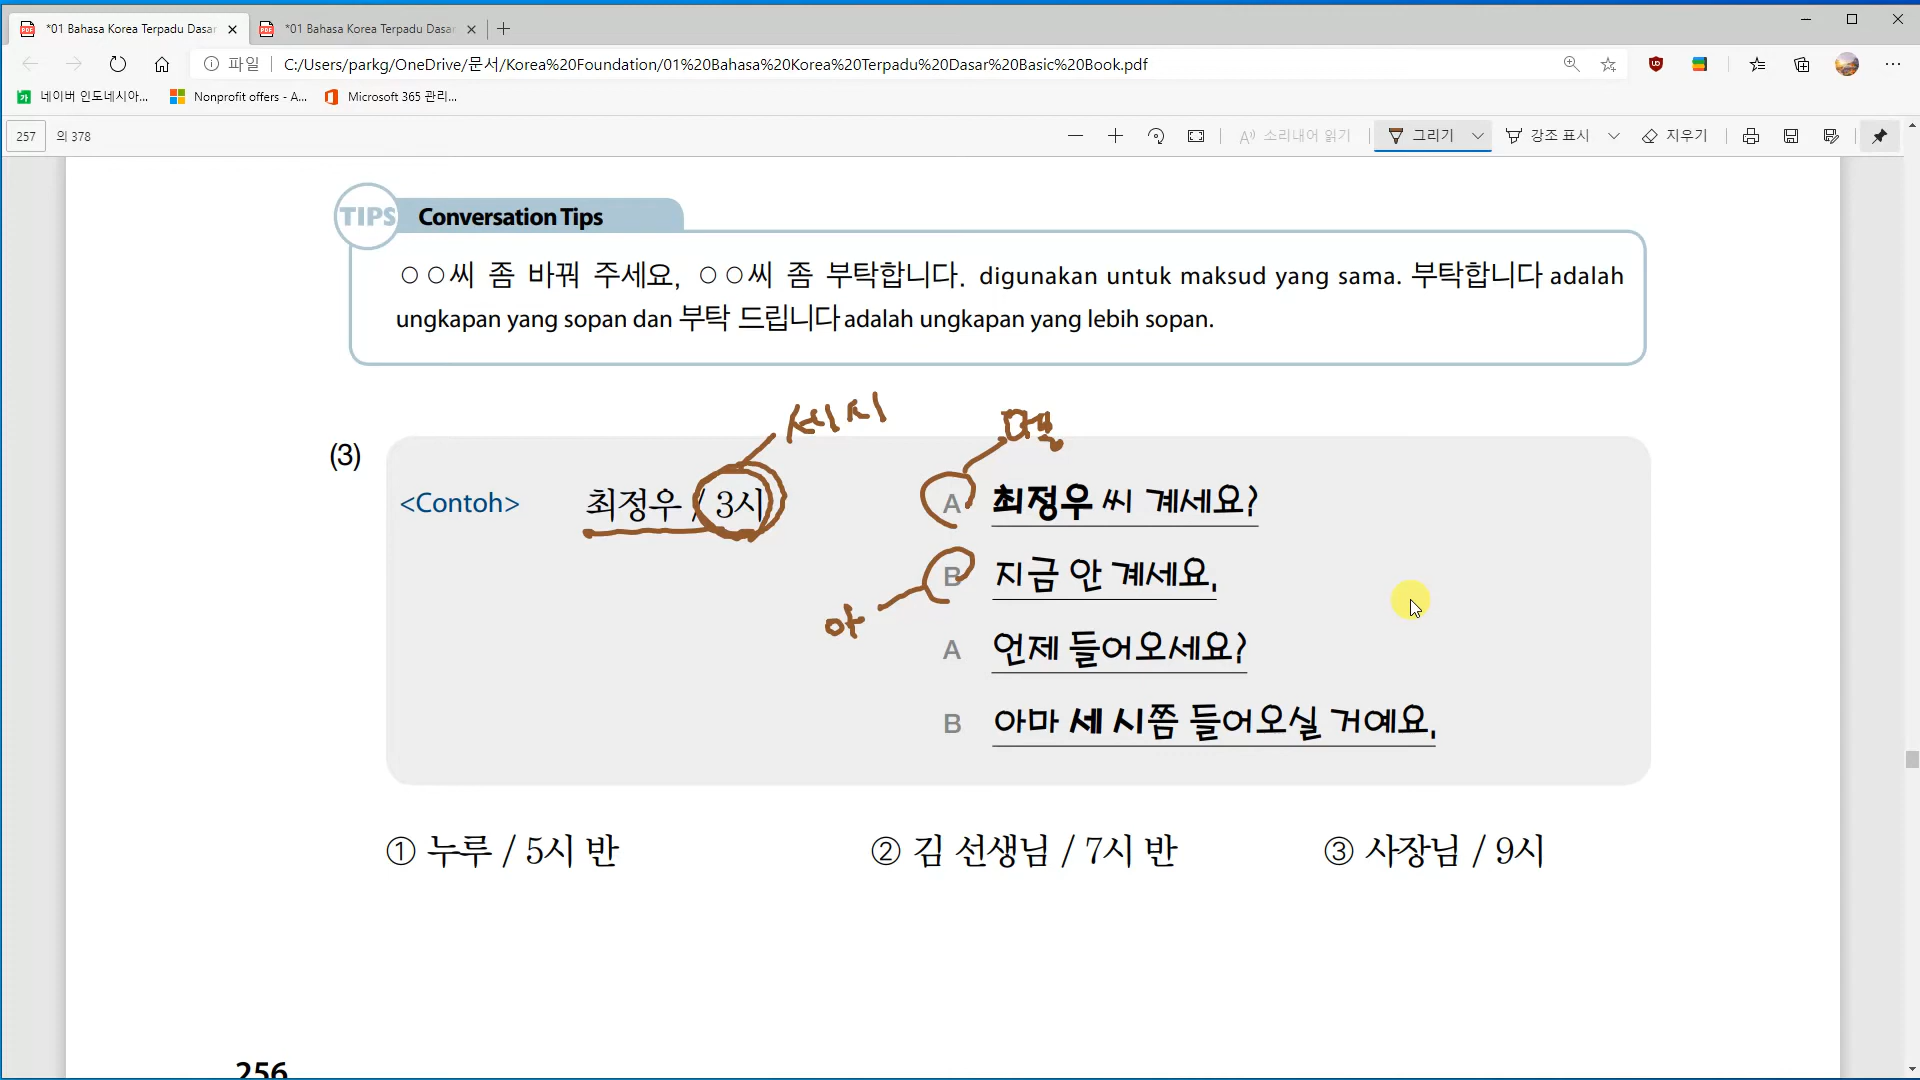 *01 Bahasa Korea Terpadu Dasar
*01 Bahasa Korea Terpadu Dasar
파일
C:/Users/parkg/OneDrive/문서/Korea%20Foundation/01%20Bahasa%20Korea%20Terpadu%20Dasar%20Basic%20Book.pdf
네이버 인도네시아... Nonprofit offers - A... Microsoft 365 관리...
257 의 378
소리내어 읽기 그리기 강조 표시 지우기
TIPS Conversation Tips
○○씨 좀 바꿔 주세요, ○○씨 좀 부탁합니다. digunakan untuk maksud yang sama. 부탁합니다 adalah
ungkapan yang sopan dan 부탁 드립니다 adalah ungkapan yang lebih sopan.
세시
(3)
<Contoh> 최정우 / 3시 A 최정우 씨 계세요?
B 지금 안 계세요.
야
A 언제 들어오세요?
B 아마 세 시쯤 들어오실 거예요.
① 누루 / 5시 반 ② 김 선생님 / 7시 반 ③ 사장님 / 9시
256